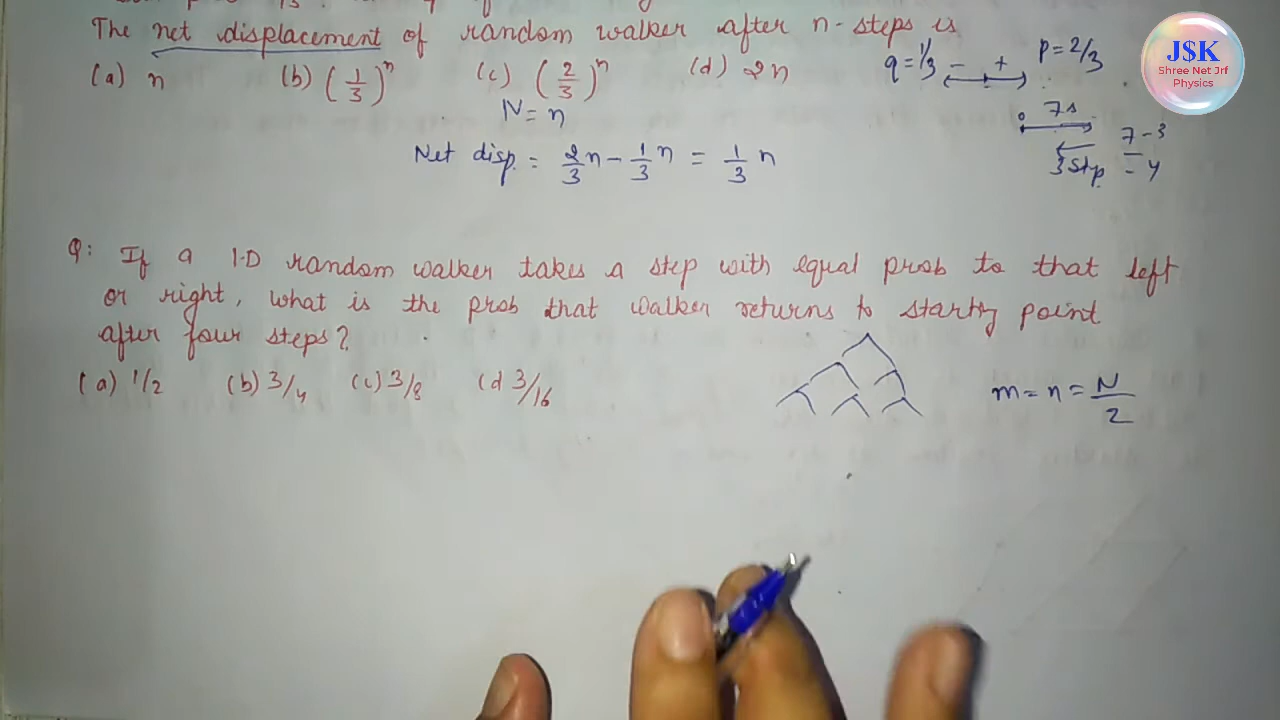 The net displacement of random walker after n-steps is
(a) n (b) (1/3)^n (c) (2/3)^n (d) 2n
q=1/3 - + p=2/3
N=n
Net disp. = 2/3 n - 1/3 n = 1/3 n
0 7s
7-3
3 stp. = 4
Q: If a 1-D random walker takes a step with equal prob to that left
or right, what is the prob that walker returns to starting point
after four steps?
(a) 1/2 (b) 3/4 (c) 3/8 (d 3/16
m=n=N/2
J$K
Shree Net Jrf
Physics